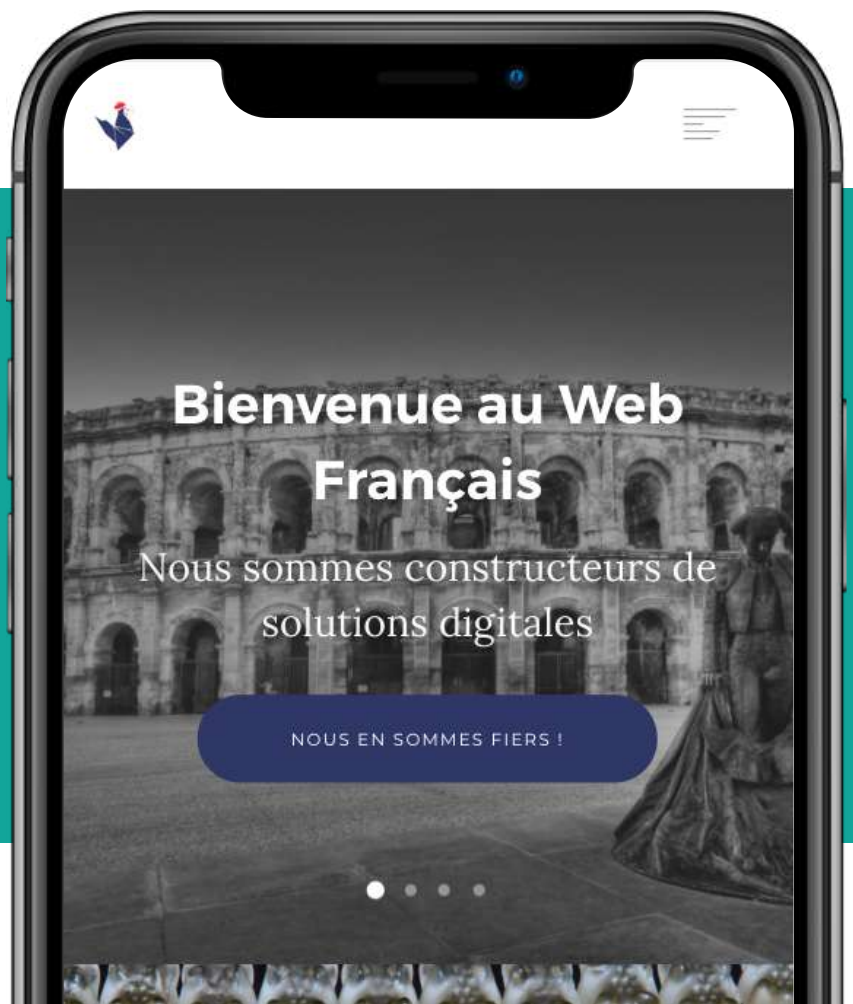 Bienvenue au Web
Français
Nous sommes constructeurs de
solutions digitales
NOUS EN SOMMES FIERS !